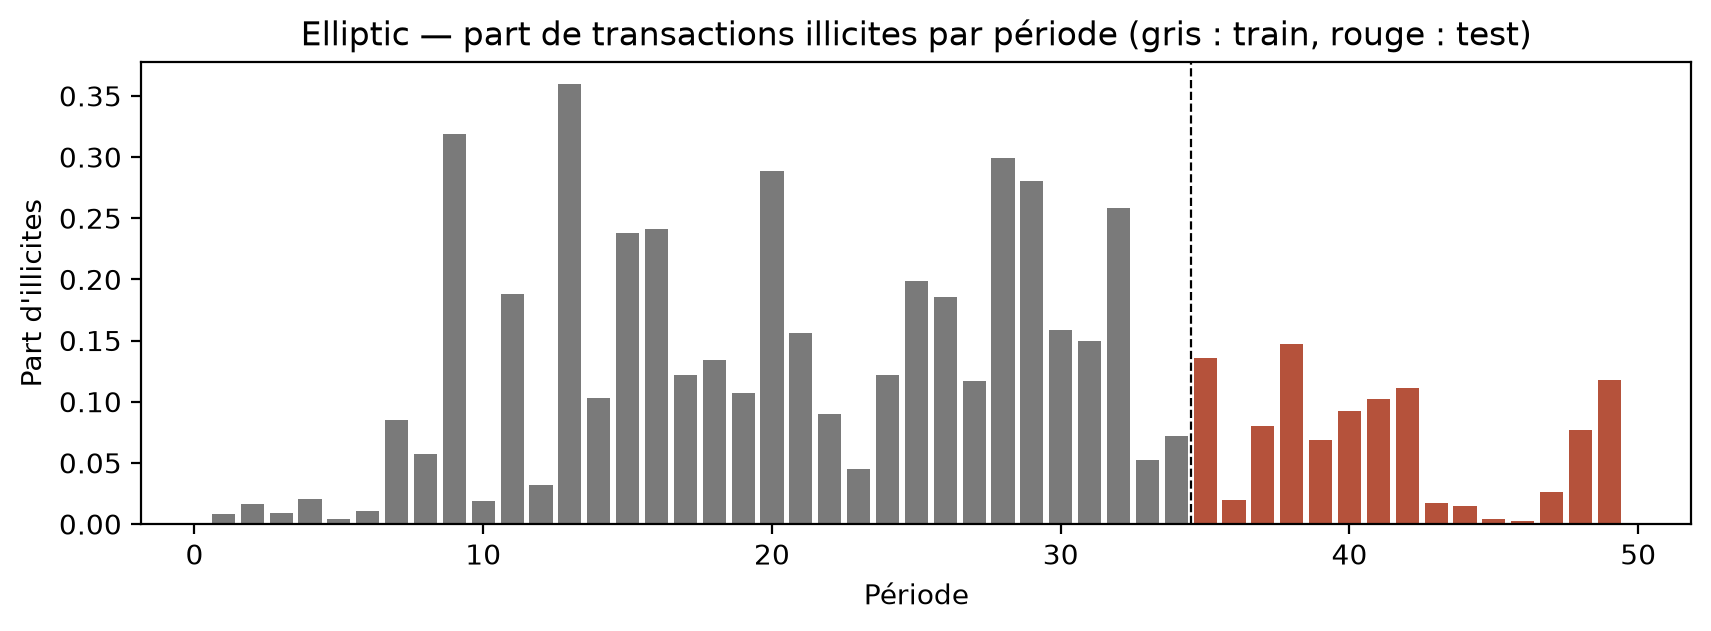 Elliptic — part de transactions illicites par période (gris : train, rouge : test)
Part d'illicites
0.35
0.30
0.25
0.20
0.15
0.10
0.05
0.00
0 10 20 30 40 50
Période